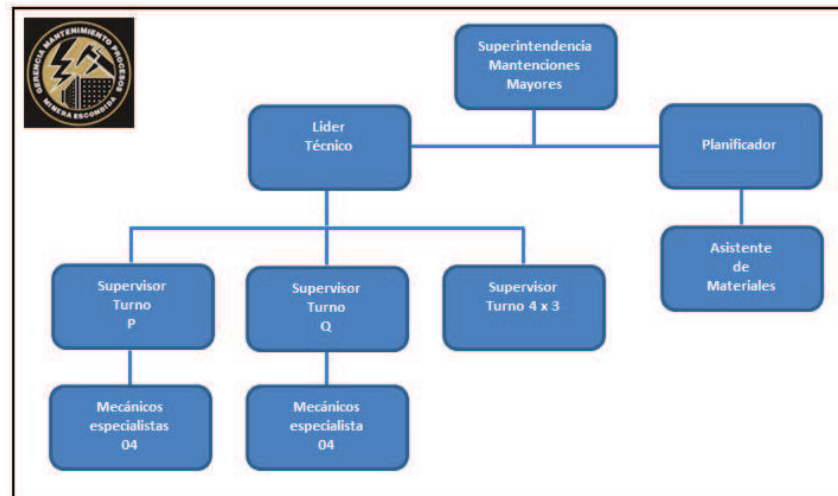 GERENCIA MANTENIMIENTO PROCESOS
MINERA ESCONDIDA
Superintendencia
Mantenciones
Mayores
Lider
Técnico
Planificador
Asistente
de
Materiales
Supervisor
Turno
P
Supervisor
Turno
Q
Supervisor
Turno 4 x 3
Mecánicos
especialistas
04
Mecánicos
especialista
04